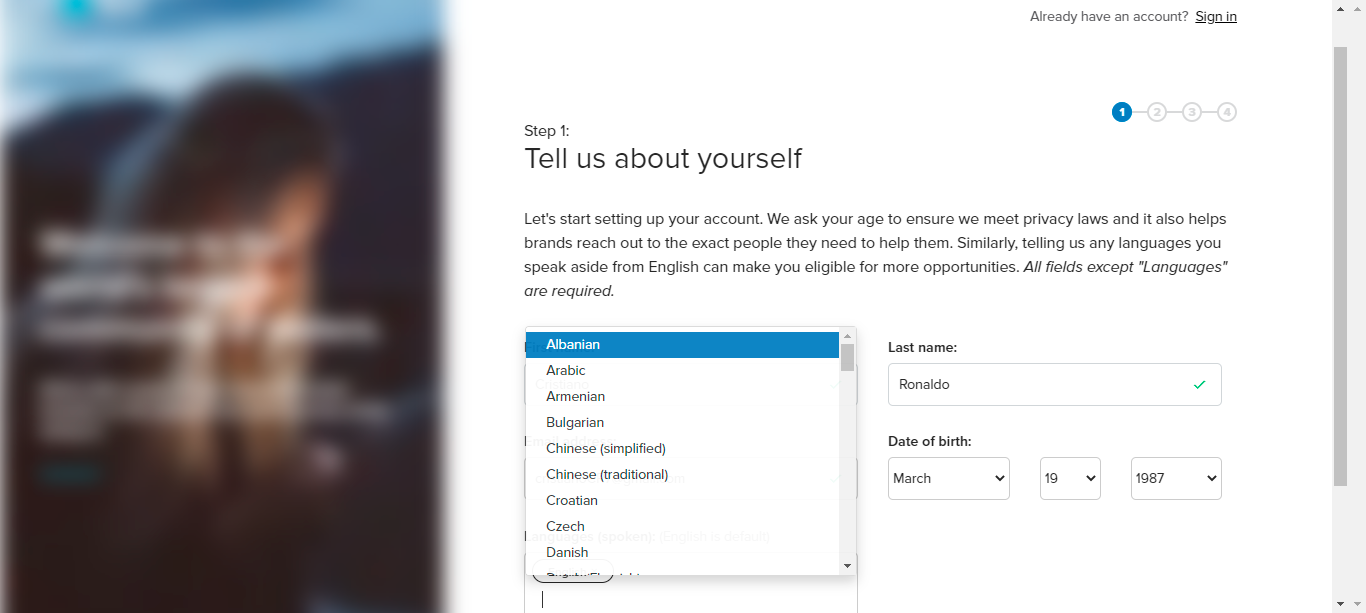 Already have an account? Sign in
1 2 3 4
Step 1:
Tell us about yourself
Let's start setting up your account. We ask your age to ensure we meet privacy laws and it also helps
brands reach out to the exact people they need to help them. Similarly, telling us any languages you
speak aside from English can make you eligible for more opportunities. All fields except "Languages"
are required.
Albanian
Arabic
Armenian
Bulgarian
Chinese (simplified)
Chinese (traditional)
Croatian
Czech
Danish
Languages (spoken): (English is default)
Last name:
Ronaldo
Date of birth:
March 19 1987